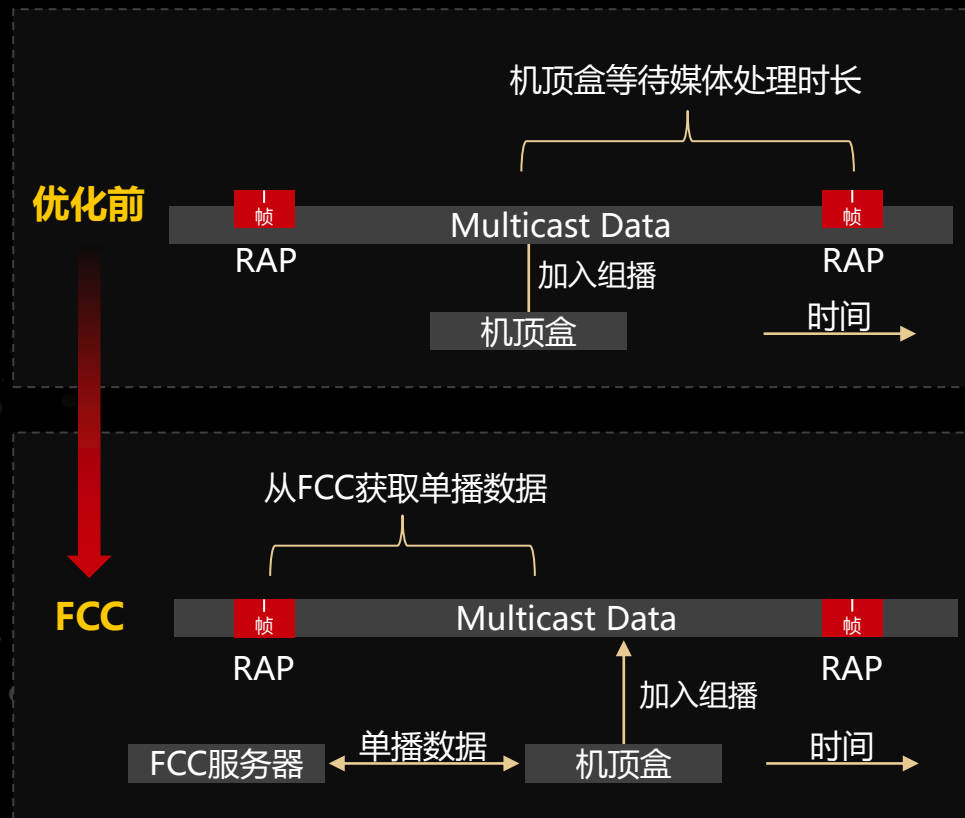 机顶盒等待媒体处理时长
优化前
I
帧
I
帧
Multicast Data
RAP
RAP
加入组播
机顶盒
时间
从FCC获取单播数据
FCC
I
帧
I
帧
Multicast Data
RAP
RAP
加入组播
FCC服务器
单播数据
机顶盒
时间